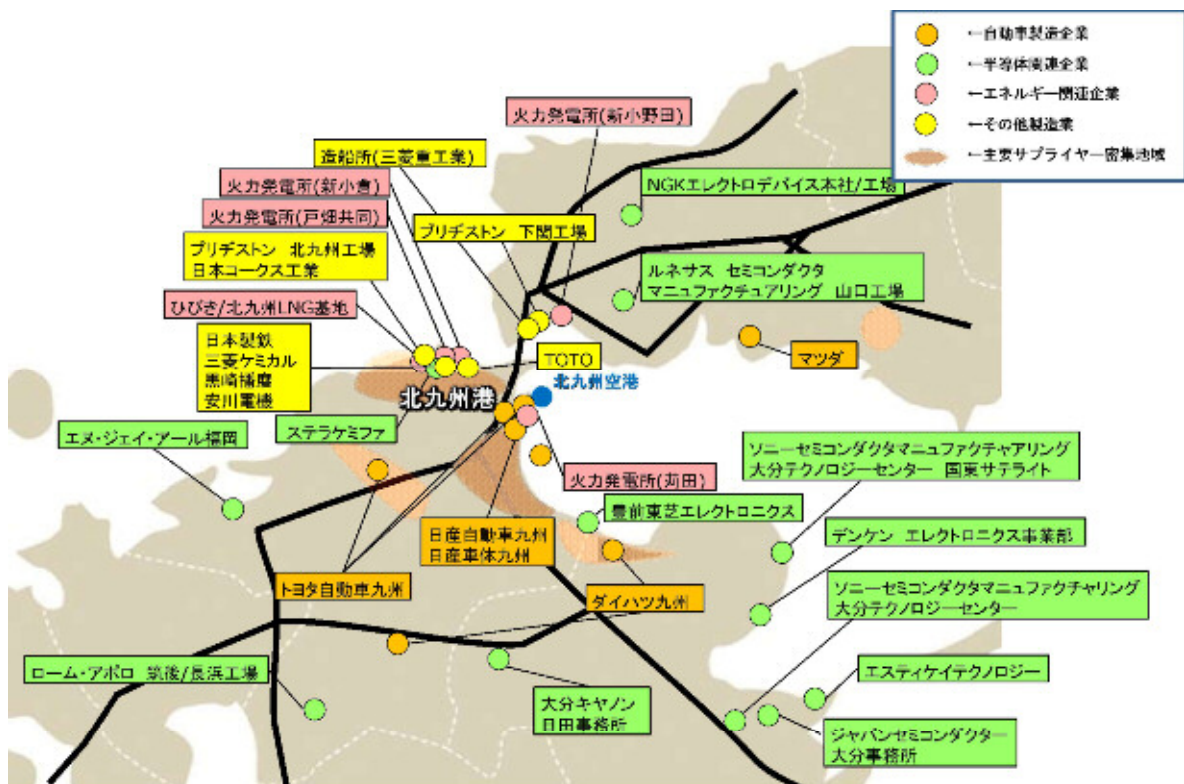 ←自動車製造企業
←半導体関連企業
←エネルギー関連企業
←その他製造業
←主要サプライヤー密集地域
火力発電所(新小野田)
造船所(三菱重工業)
火力発電所(新小倉)
火力発電所(戸畑共同)
ブリヂストン 下関工場
NGKエレクトロデバイス本社/工場
ブリヂストン 北九州工場
日本コークス工業
ルネサス セミコンダクタ
マニュファクチュアリング 山口工場
ひびき/北九州LNG基地
日本製鉄
三菱ケミカル
黒崎播磨
安川電機
TOTO
マツダ
北九州空港
北九州港
ステラケミファ
エヌ・ジェイ・アール福岡
ソニーセミコンダクタマニュファクチャアリング
大分テクノロジーセンター 国東サテライト
火力発電所(苅田)
豊前東芝エレクトロニクス
日産自動車九州
日産車体九州
デンケン エレクトロニクス事業部
トヨタ自動車九州
ダイハツ九州
ソニーセミコンダクタマニュファクチャリング
大分テクノロジーセンター
ローム・アポロ 筑後/長浜工場
エスティケイテクノロジー
大分キヤノン
日田事務所
ジャパンセミコンダクター
大分事務所